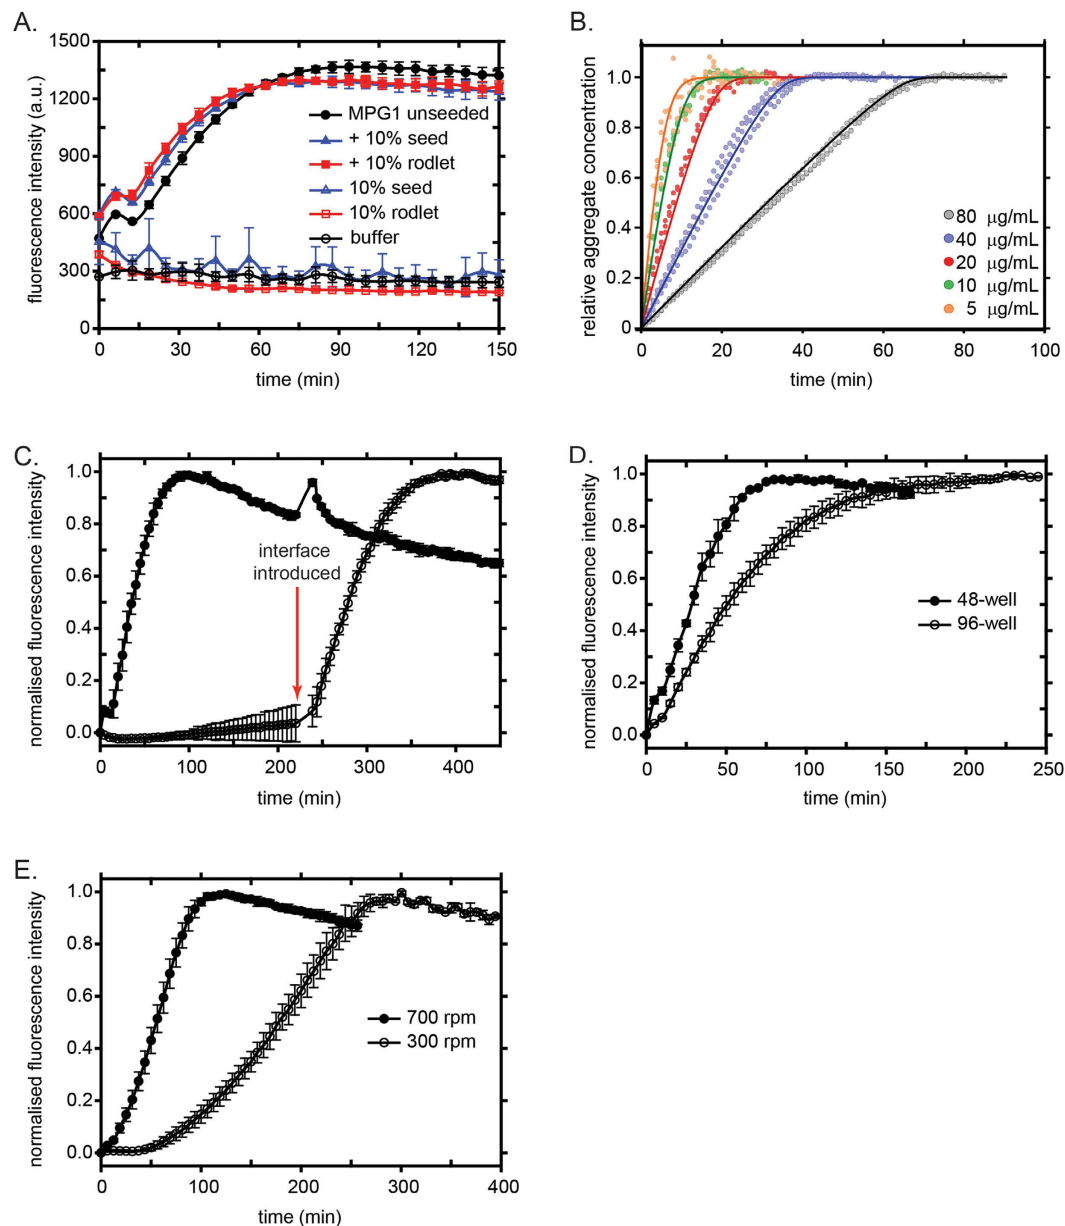 A.
1500
1200
900
600
300
0
fluorescence intensity (a.u.)
MPG1 unseeded
+ 10% seed
+ 10% rodlet
10% seed
10% rodlet
buffer
0 30 60 90 120 150
time (min)
B.
1.0
0.8
0.6
0.4
0.2
0
relative aggregate concentration
80 µg/mL
40 µg/mL
20 µg/mL
10 µg/mL
5 µg/mL
0 20 40 60 80 100
time (min)
C.
1.0
0.8
0.6
0.4
0.2
0.0
normalised fluorescence intensity
interface
introduced
0 100 200 300 400
time (min)
D.
1.0
0.8
0.6
0.4
0.2
0.0
normalised fluorescence intensity
48-well
96-well
0 50 100 150 200 250
time (min)
E.
1.0
0.8
0.6
0.4
0.2
0.0
normalised fluorescence intensity
700 rpm
300 rpm
0 100 200 300 400
time (min)